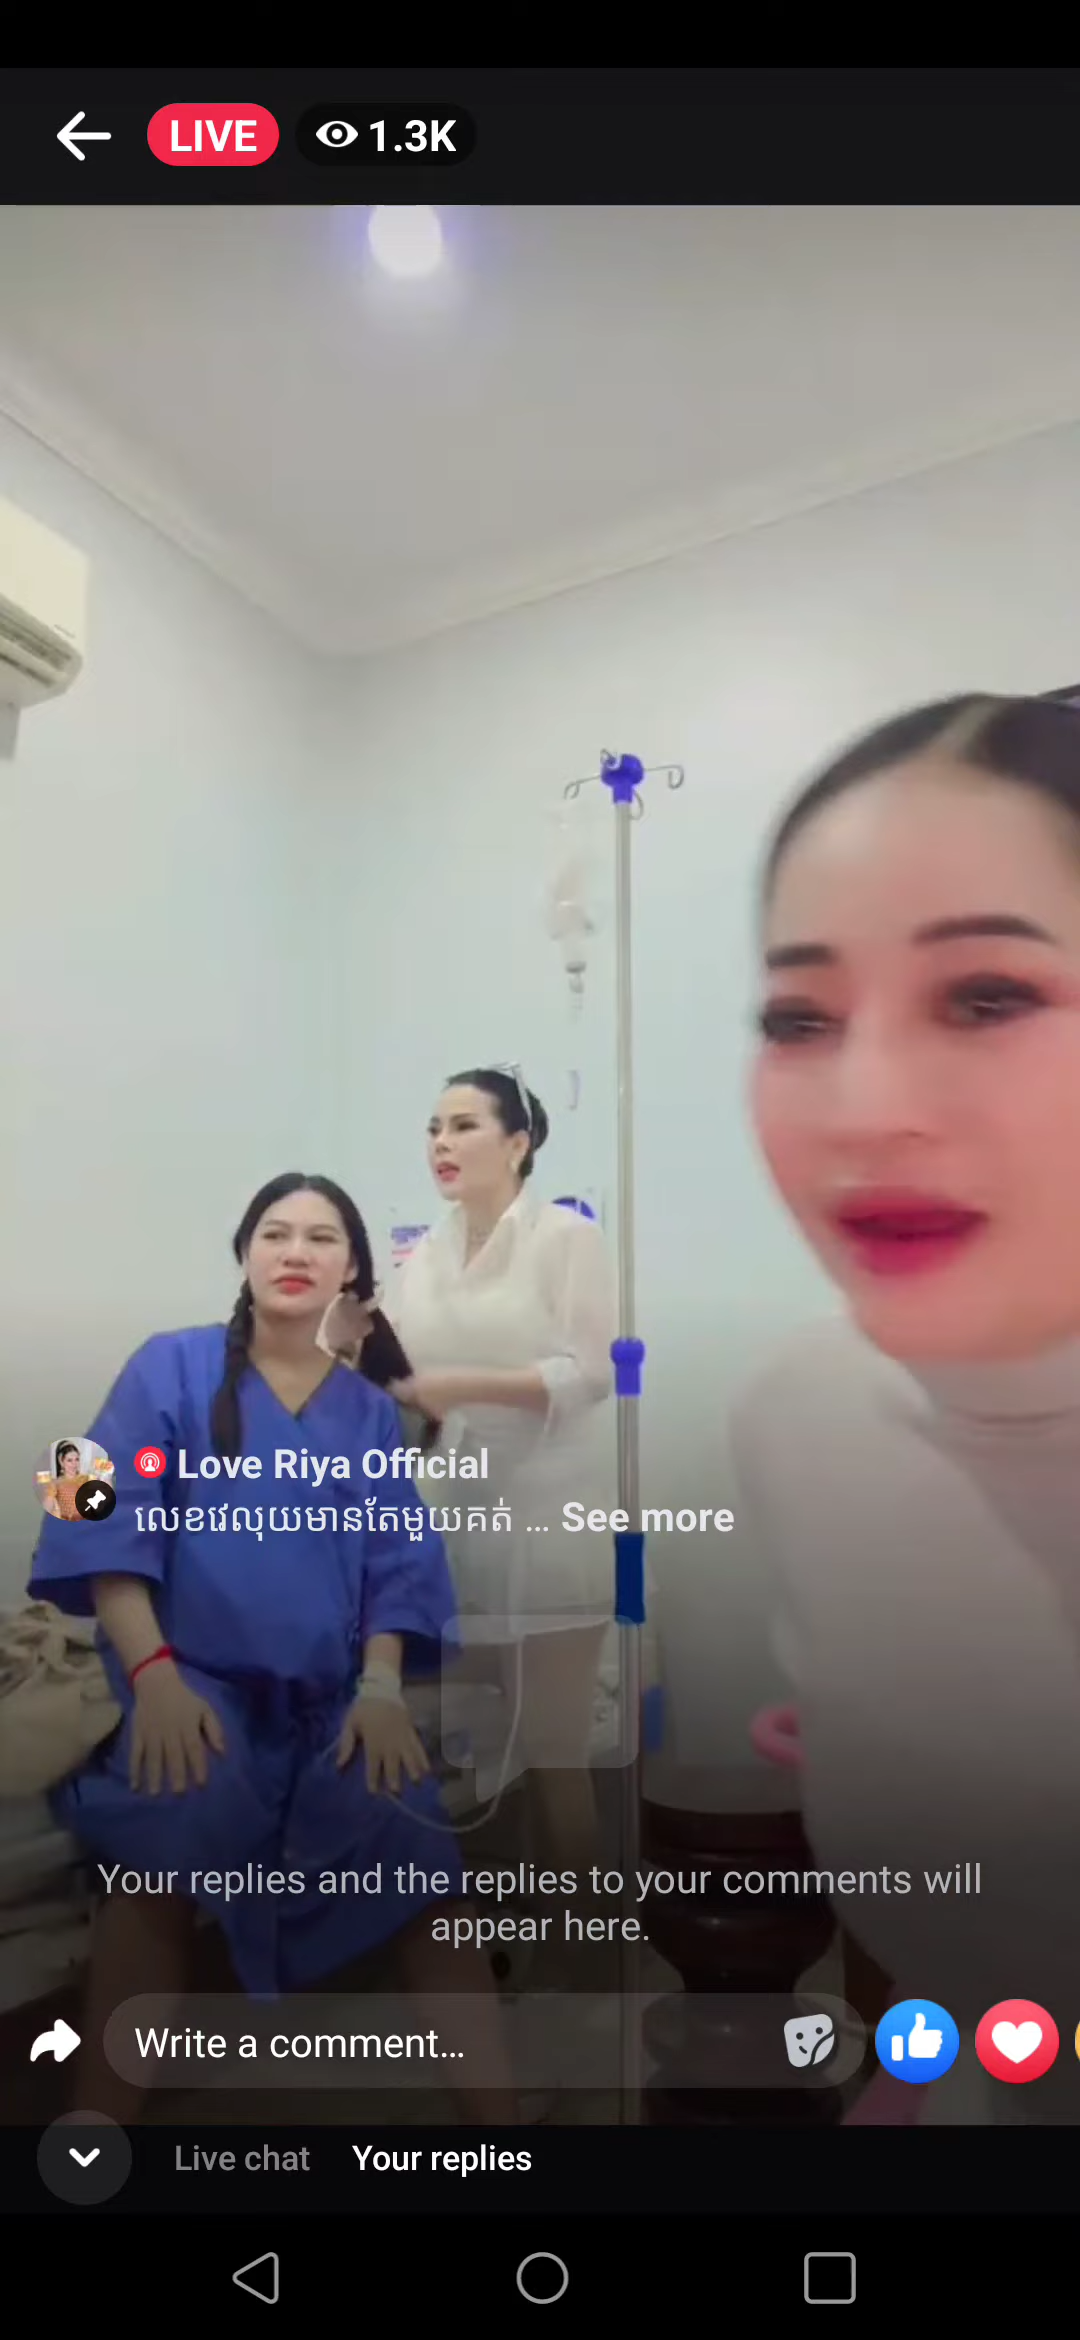 LIVE 1.3K
Love Riya Official
លេខវេលុយមានតែមួយគត់ ... See more
Your replies and the replies to your comments will
appear here.
Write a comment...
Live chat Your replies